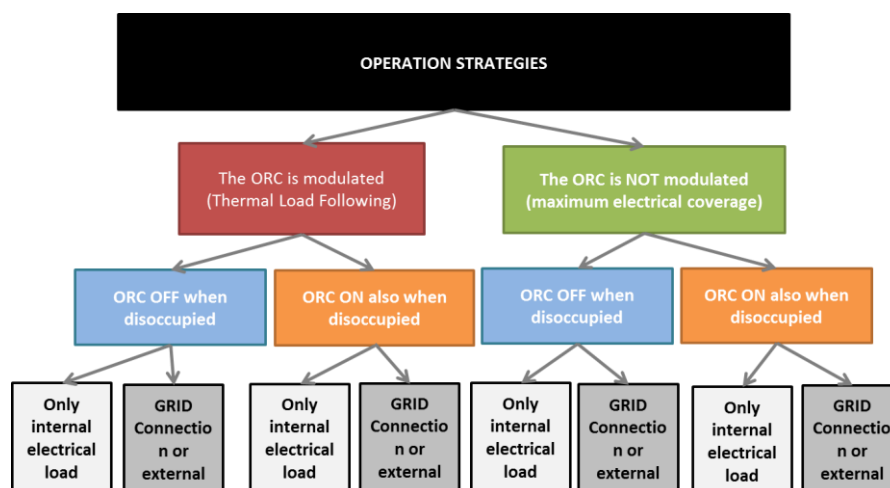 OPERATION STRATEGIES
The ORC is modulated
(Thermal Load Following)
The ORC is NOT modulated
(maximum electrical coverage)
ORC OFF when
disoccupied
ORC ON also when
disoccupied
ORC OFF when
disoccupied
ORC ON also when
disoccupied
Only
internal
electrical
load
GRID
Connectio
n or
external
Only
internal
electrical
load
GRID
Connectio
n or
external
Only
internal
electrical
load
GRID
Connectio
n or
external
Only
internal
electrical
load
GRID
Connectio
n or
external